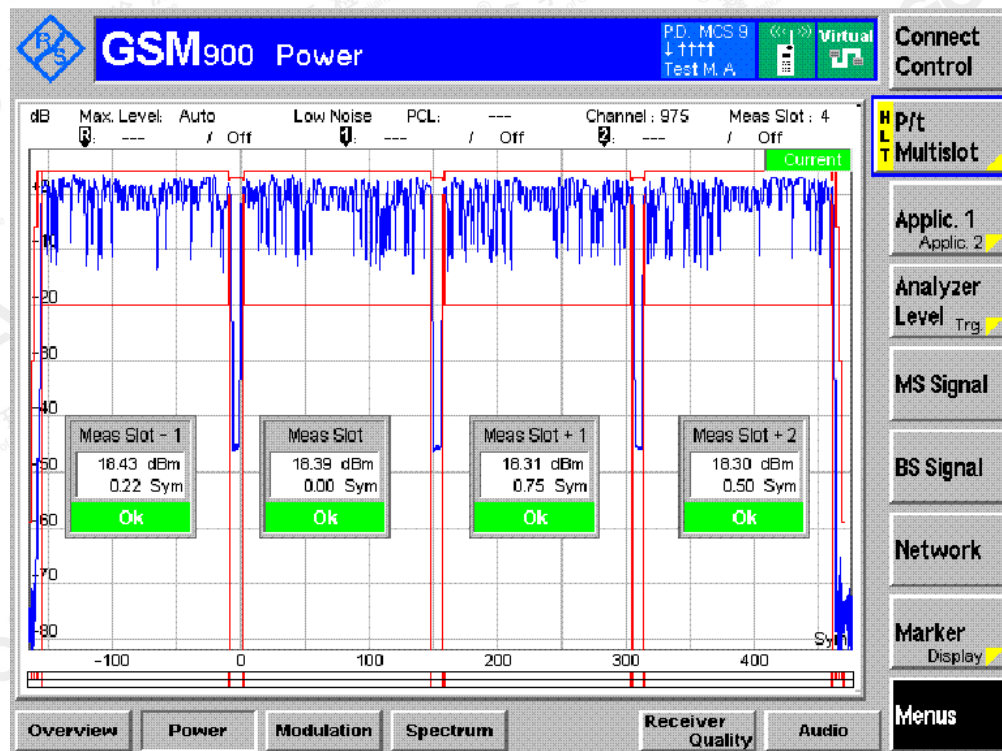 R&S
GSM900 Power
P.D. MCS 9
↓↑↑↑↑
Test M. A
Virtual
Connect Control
dB Max. Level: Auto Low Noise PCL: --- Channel : 975 Meas Slot : 4
R: --- / Off 1: --- / Off 2: --- / Off
Current
HLT
P/t Multislot
Applic. 1
Applic. 2
Analyzer Level Trg.
MS Signal
BS Signal
Network
Marker
Display
Menus
-10
-20
-30
-40
-50
-60
-70
-80
Meas Slot - 1
18.43 dBm
0.22 Sym
Ok
Meas Slot
18.39 dBm
0.00 Sym
Ok
Meas Slot + 1
18.31 dBm
0.75 Sym
Ok
Meas Slot + 2
18.30 dBm
0.50 Sym
Ok
Sym
-100 0 100 200 300 400
Overview Power Modulation Spectrum Receiver Quality Audio